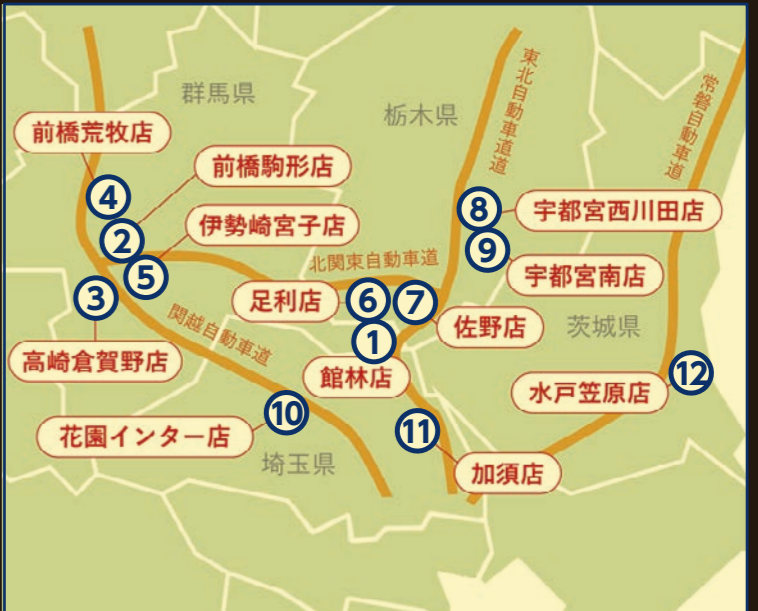 群馬県
栃木県
東北自動車道道
常磐自動車道
前橋荒牧店
前橋駒形店
④
⑧
宇都宮西川田店
伊勢崎宮子店
②
⑨
北関東自動車道
⑤
宇都宮南店
③
足利店
⑥
⑦
関越自動車道
佐野店
茨城県
①
高崎倉賀野店
館林店
⑫
水戸笠原店
⑩
花園インター店
⑪
埼玉県
加須店